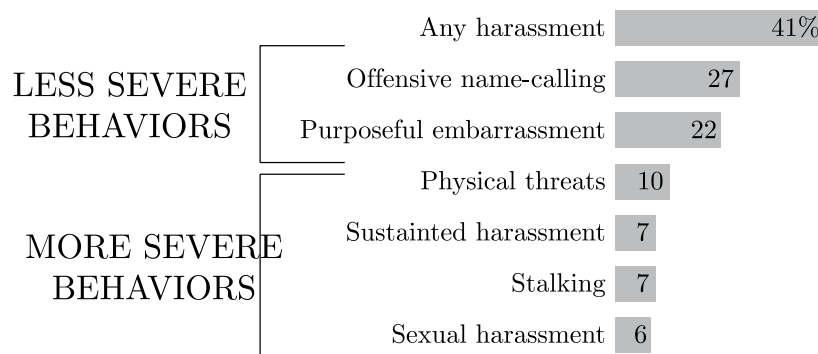 Any harassment 41%
LESS SEVERE
BEHAVIORS
Offensive name-calling 27
Purposeful embarrassment 22
Physical threats 10
MORE SEVERE
BEHAVIORS
Sustainted harassment 7
Stalking 7
Sexual harassment 6